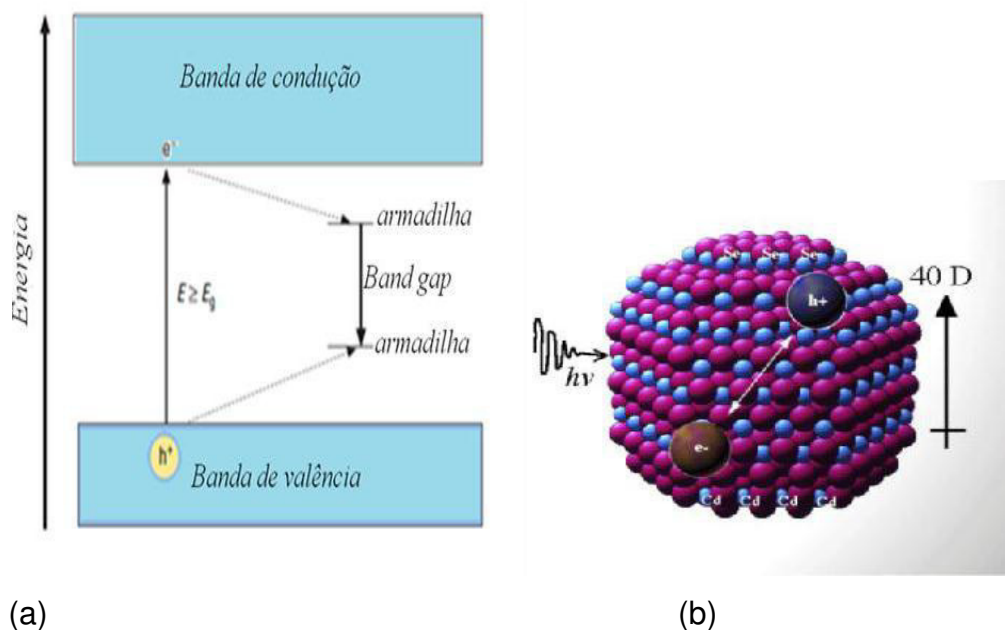 Energia
Banda de condução
e⁻
armadilha
Band gap
E ≥ Eg
armadilha
h⁺
Banda de valência
Se Se Se
h+
40 D
hν
e-
Cd Cd Cd Cd
(a)
(b)